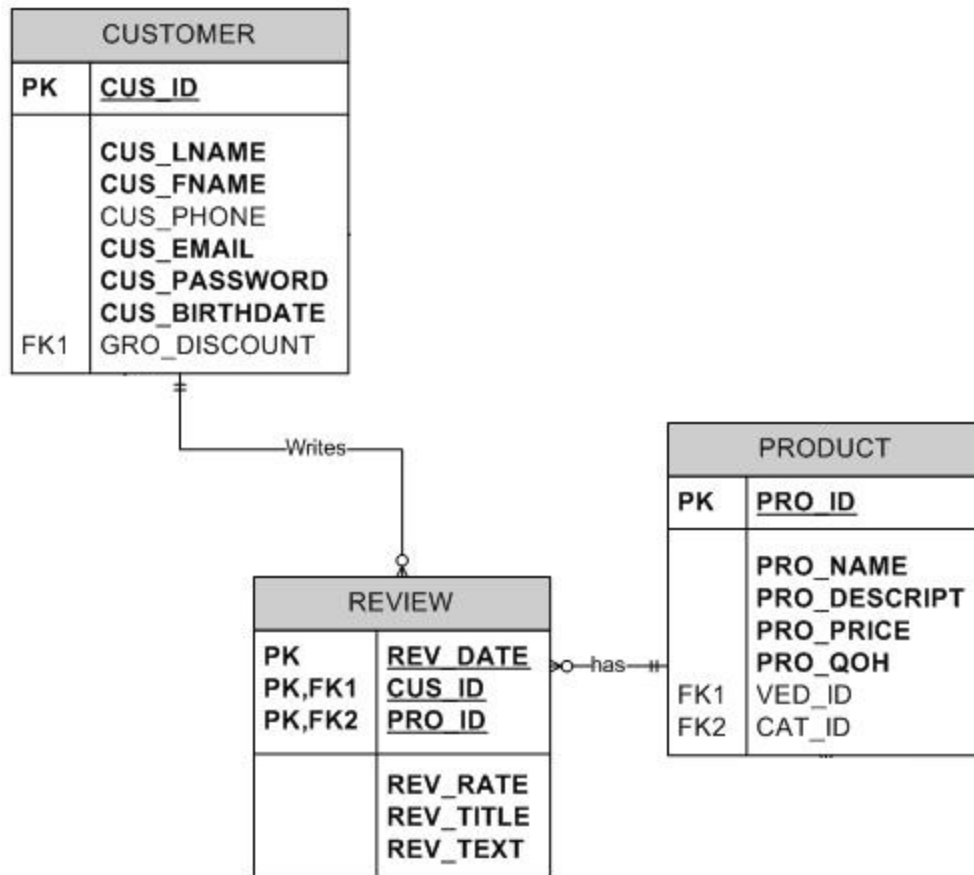 CUSTOMER
PK CUS_ID
CUS_LNAME
CUS_FNAME
CUS_PHONE
CUS_EMAIL
CUS_PASSWORD
CUS_BIRTHDATE
FK1 GRO_DISCOUNT
Writes
PRODUCT
PK PRO_ID
PRO_NAME
PRO_DESCRIPT
PRO_PRICE
PRO_QOH
FK1 VED_ID
FK2 CAT_ID
has
REVIEW
PK REV_DATE
PK,FK1 CUS_ID
PK,FK2 PRO_ID
REV_RATE
REV_TITLE
REV_TEXT